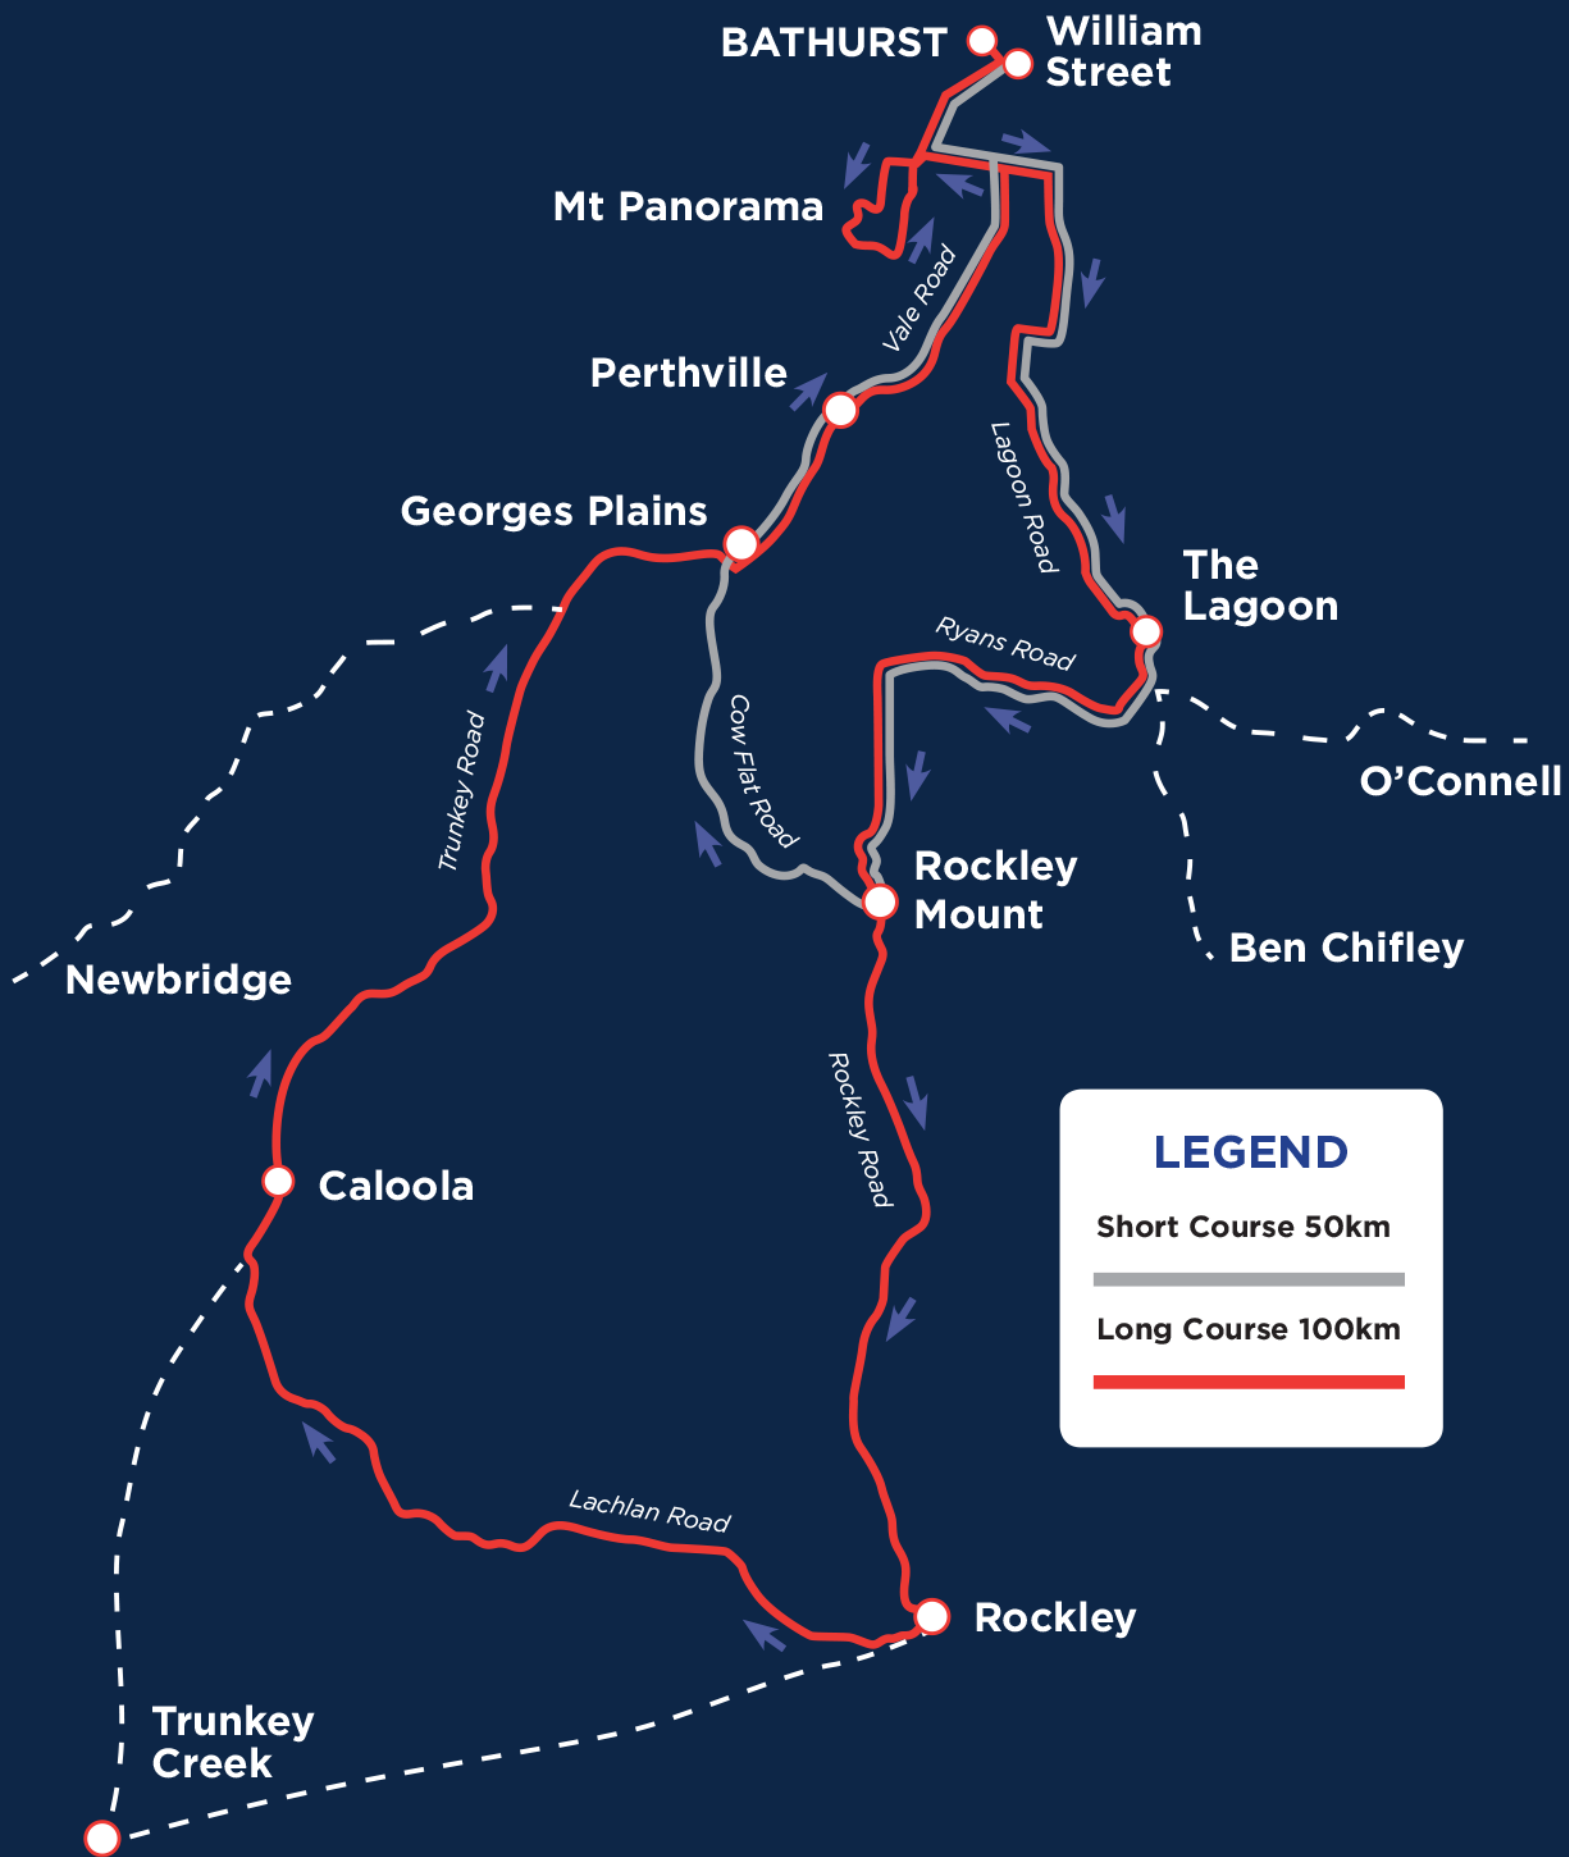 BATHURST
William
Street
Mt Panorama
Vale Road
Perthville
Lagoon Road
Georges Plains
The
Lagoon
Ryans Road
Cow Flat Road
Trunkey Road
O’Connell
Rockley
Mount
Ben Chifley
Newbridge
Rockley Road
LEGEND
Short Course 50km
Long Course 100km
Caloola
Lachlan Road
Rockley
Trunkey
Creek